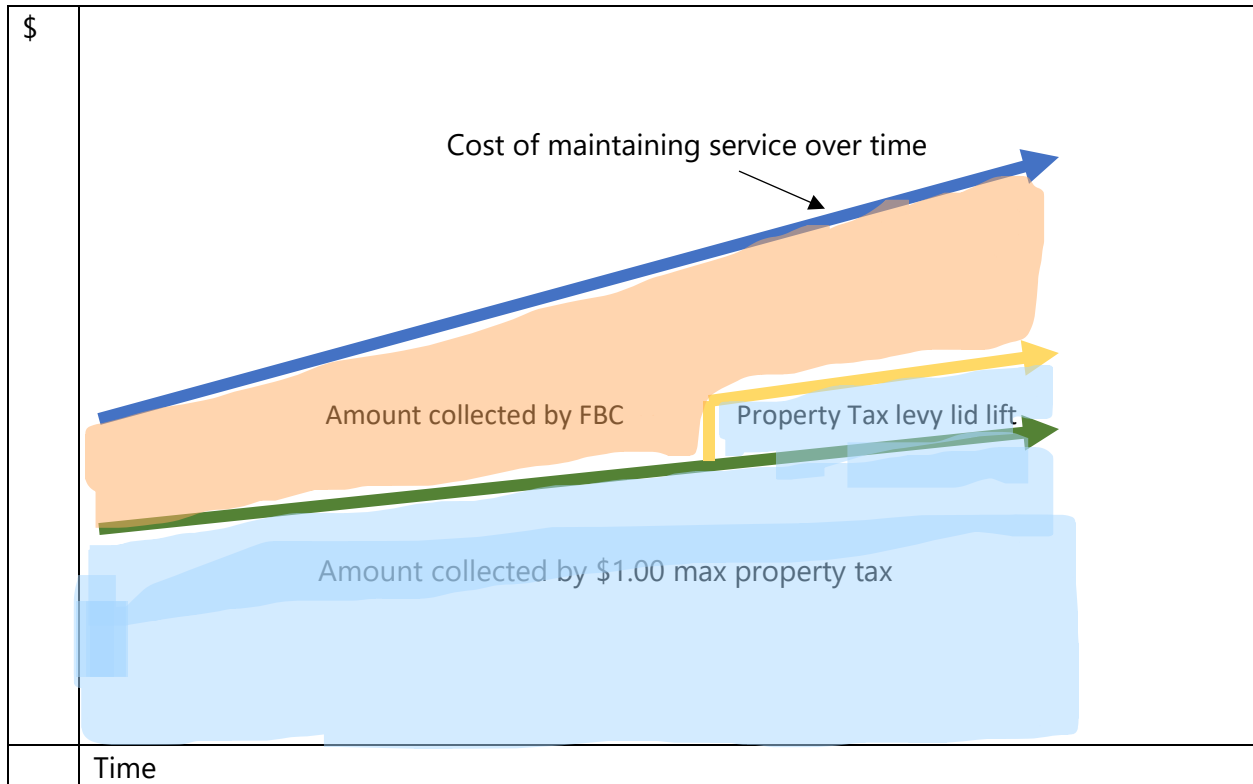 $
Cost of maintaining service over time
Amount collected by FBC
Property Tax levy lid lift
Amount collected by $1.00 max property tax
Time